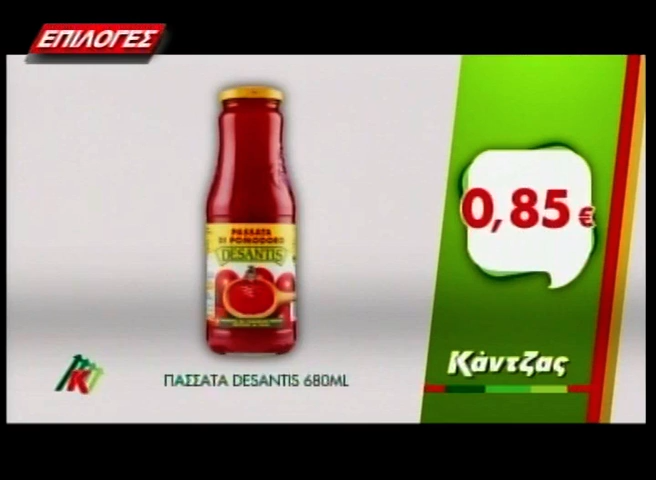 ΕΠΙΛΟΓΕΣ
PASSATA
DI POMODORO
DESANTIS
0,85 €
Κάντζας
K
ΠΑΣΣΑΤΑ DESANTIS 680ML